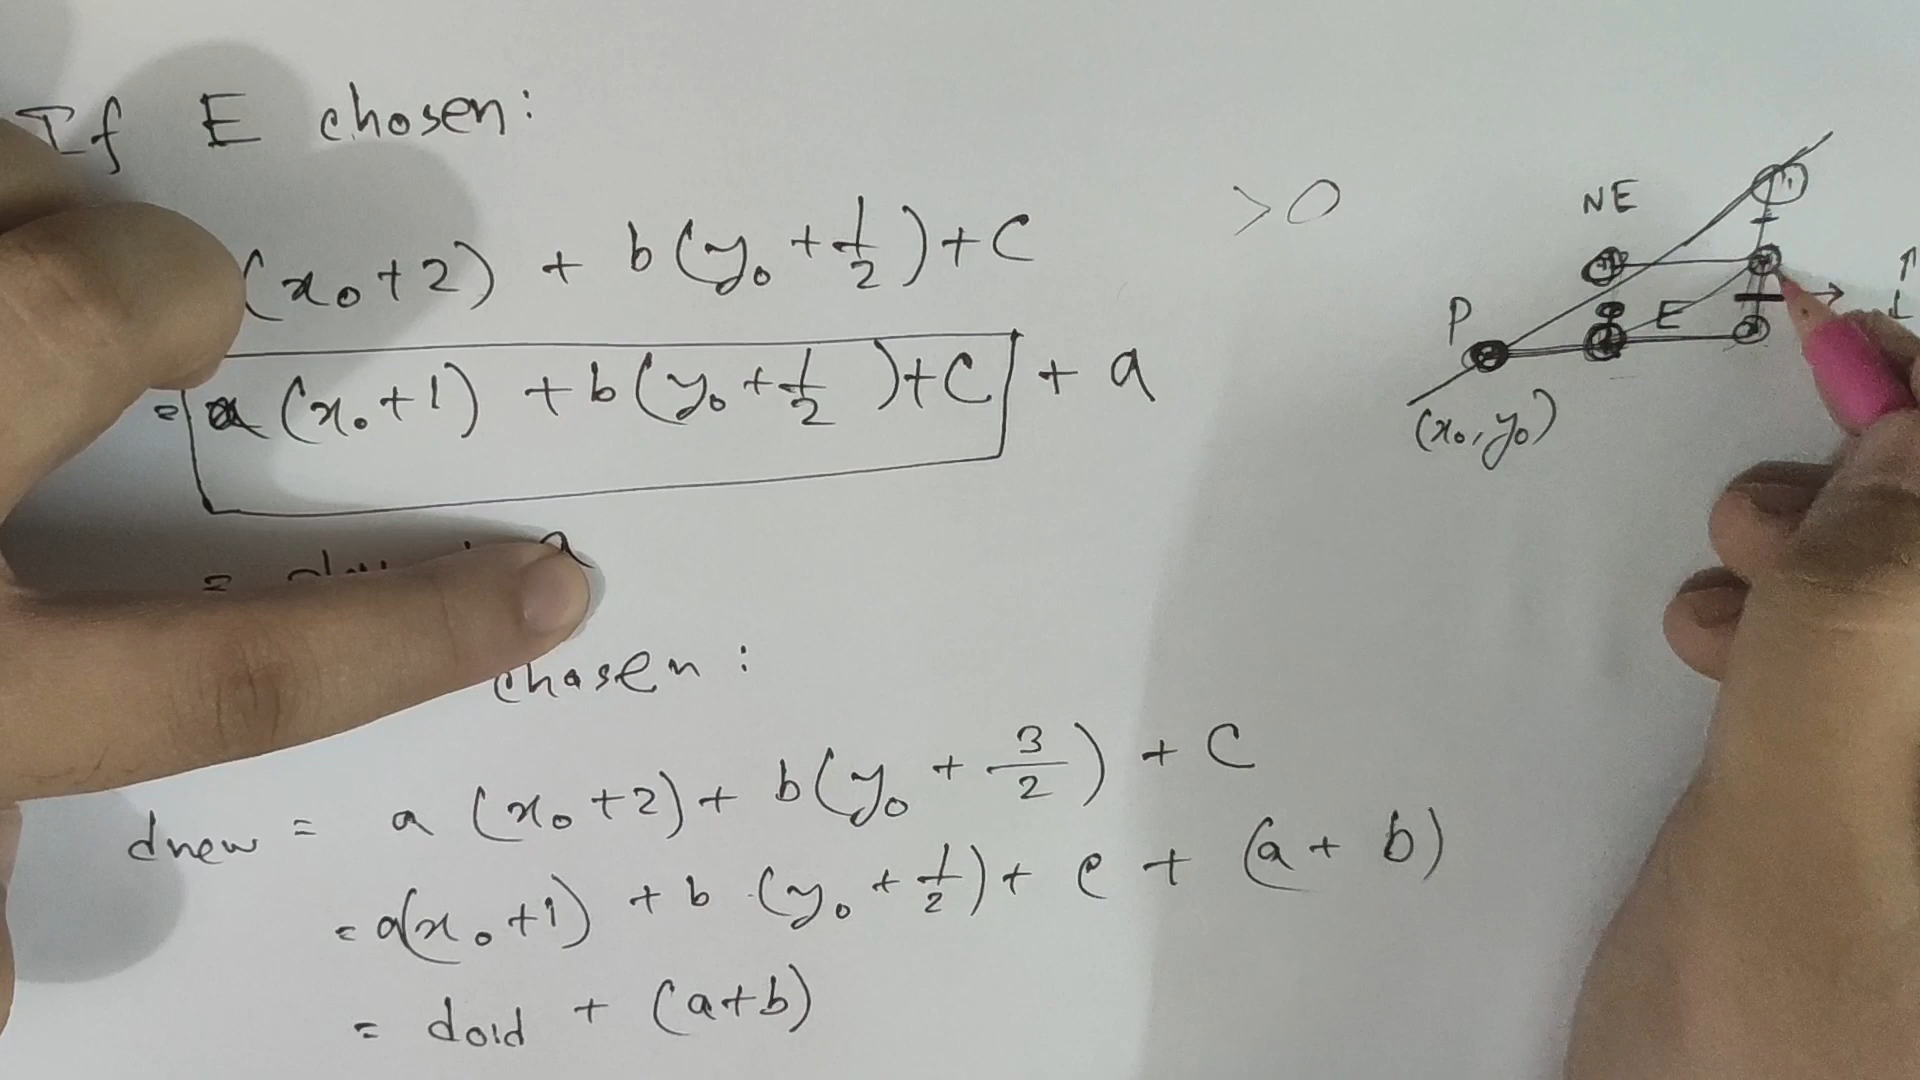 If E chosen:
(x₀+2) + b(y₀+1/2)+C
= a(x₀+1) + b(y₀+1/2)+C + a
=
chosen :
dnew = a (x₀+2)+ b(y₀ + 3/2) + C
= a(x₀+1) + b (y₀+1/2)+ c + (a+b)
= dold + (a+b)
>0
NE
E
P
(x₀,y₀)